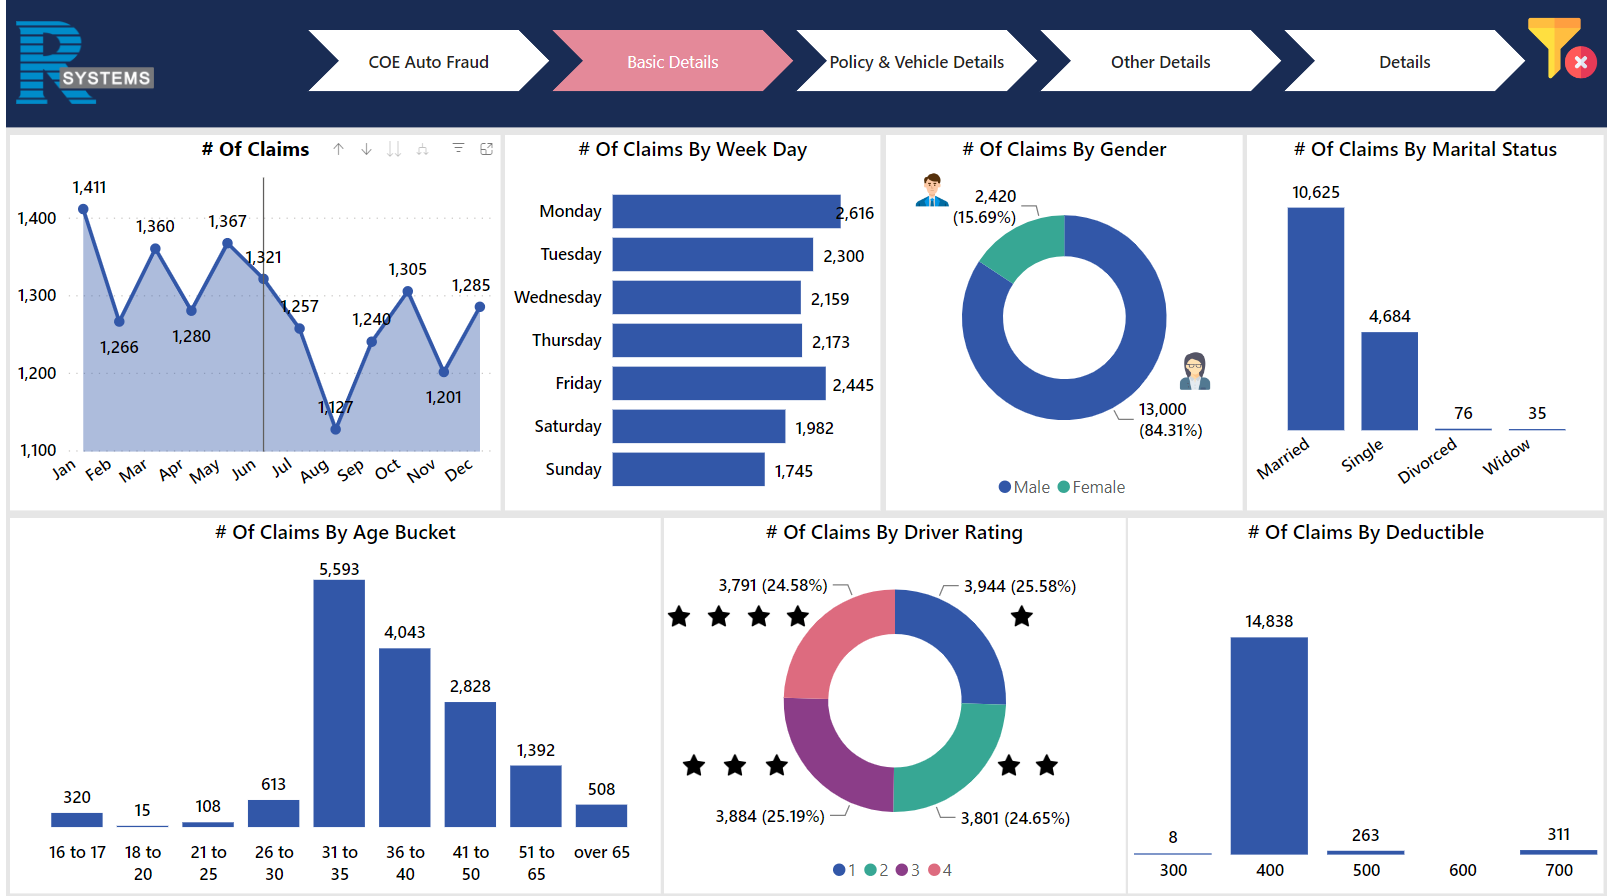 R
SYSTEMS
COE Auto Fraud
Basic Details
Policy & Vehicle Details
Other Details
Details
# Of Claims
1,400
1,300
1,200
1,100
1,411
1,266
1,360
1,280
1,367
1,321
1,257
1,127
1,240
1,305
1,201
1,285
Jan
Feb
Mar
Apr
May
Jun
Jul
Aug
Sep
Oct
Nov
Dec
# Of Claims By Week Day
Monday 2,616
Tuesday 2,300
Wednesday 2,159
Thursday 2,173
Friday 2,445
Saturday 1,982
Sunday 1,745
# Of Claims By Gender
2,420
(15.69%)
13,000
(84.31%)
Male Female
# Of Claims By Marital Status
10,625
4,684
76
35
Married
Single
Divorced
Widow
# Of Claims By Age Bucket
320
15
108
613
5,593
4,043
2,828
1,392
508
16 to 17
18 to
20
21 to
25
26 to
30
31 to
35
36 to
40
41 to
50
51 to
65
over 65
# Of Claims By Driver Rating
3,791 (24.58%)
3,944 (25.58%)
3,884 (25.19%)
3,801 (24.65%)
1 2 3 4
# Of Claims By Deductible
8
14,838
263
311
300
400
500
600
700